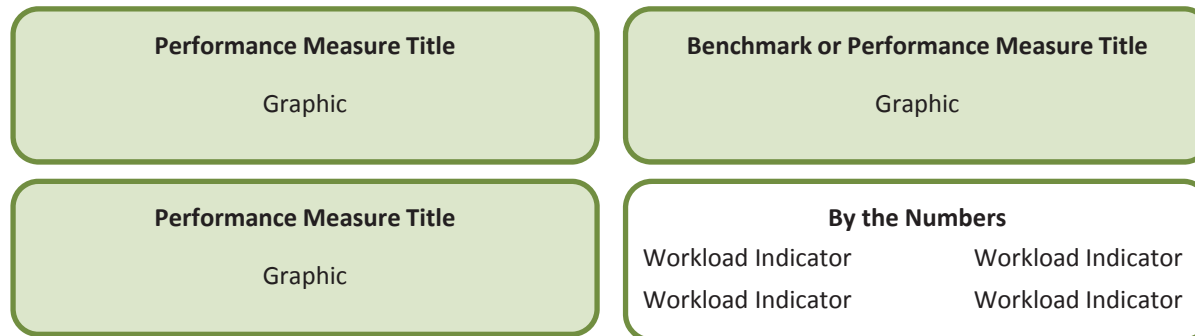 Performance Measure Title
Graphic
Benchmark or Performance Measure Title
Graphic
Performance Measure Title
Graphic
By the Numbers
Workload Indicator Workload Indicator
Workload Indicator Workload Indicator